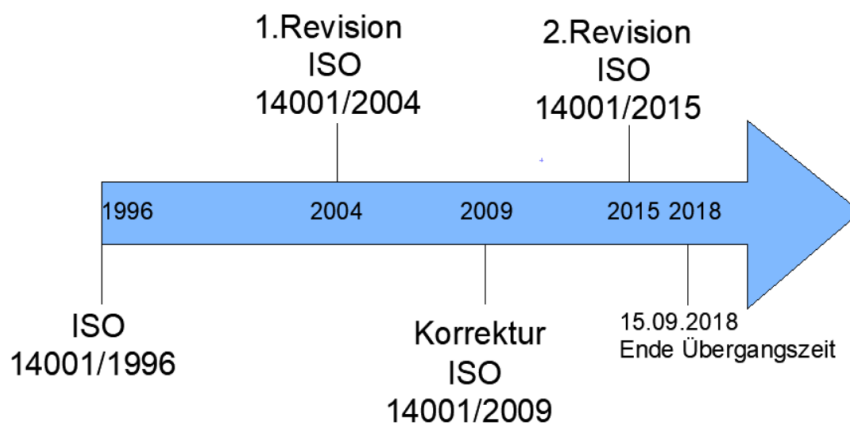 1.Revision
ISO
14001/2004
2.Revision
ISO
14001/2015
1996
2004
2009
2015
2018
ISO
14001/1996
Korrektur
ISO
14001/2009
15.09.2018
Ende Übergangszeit